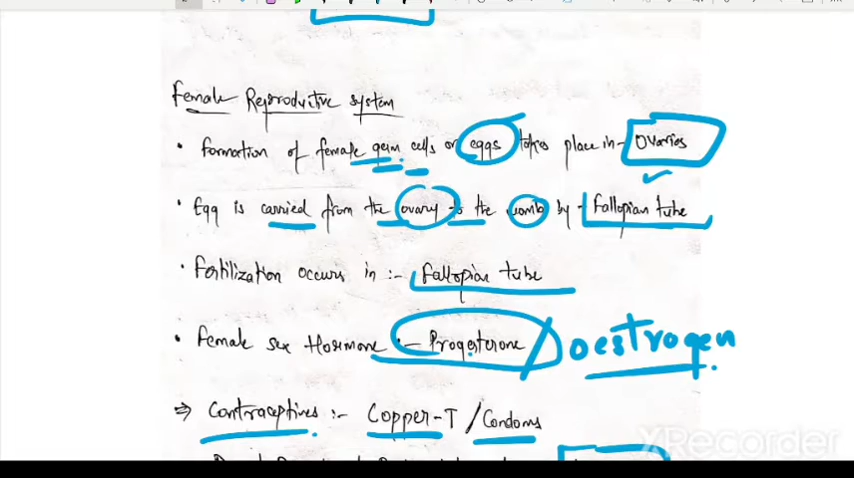 Female Reproductive system
• Formation of female germ cells or eggs takes place in- Ovaries
• Egg is carried from the ovary to the womb by - Fallopian tube
• Fertilization occurs in :- Fallopian tube
• Female sex Hormone :- Progesterone / oestrogen
⇒ Contraceptives :- Copper-T / Condoms
XRecorder